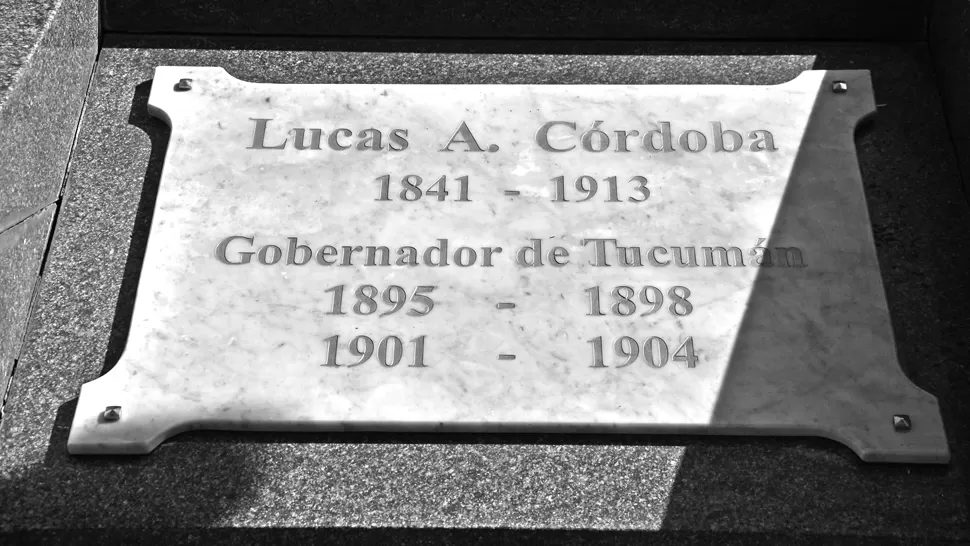 Lucas A. Córdoba
1841 - 1913
Gobernador de Tucumán
1895 - 1898
1901 - 1904